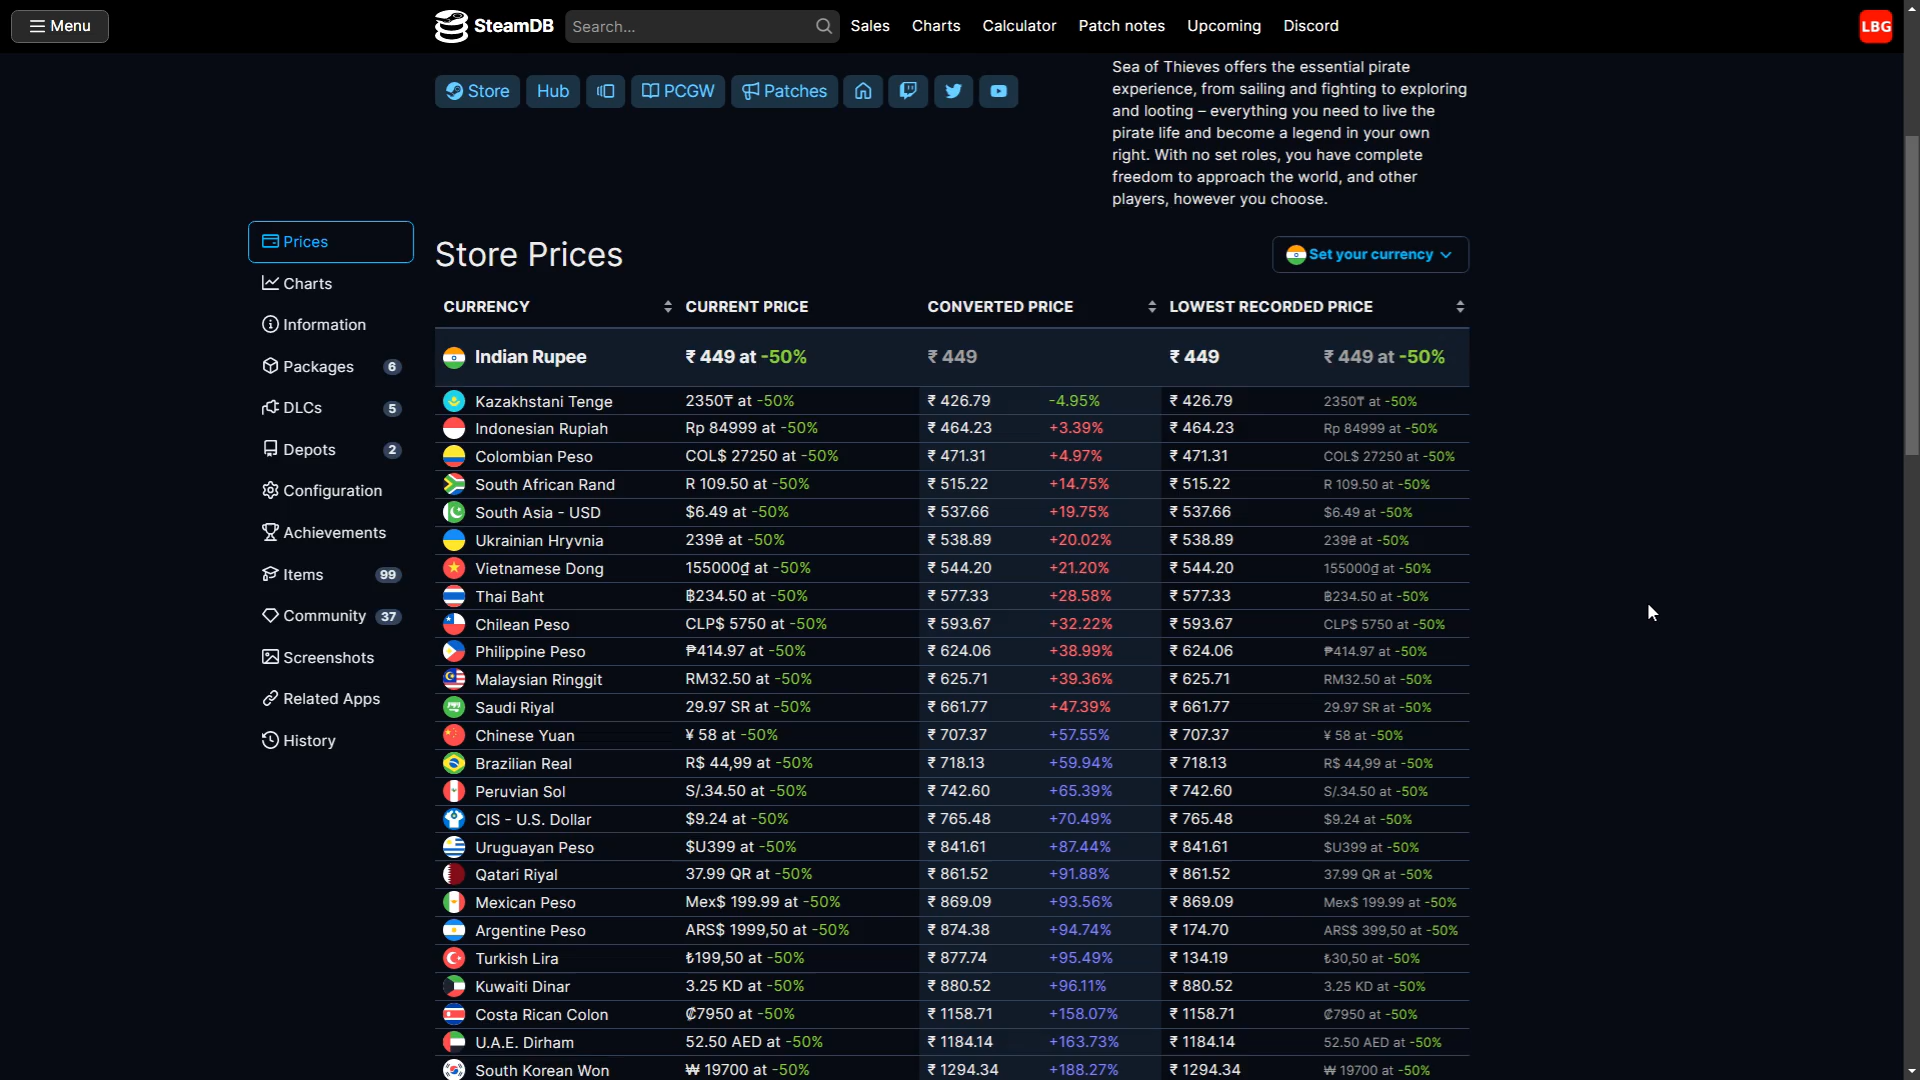 Menu
SteamDB
Search...
Sales
Charts
Calculator
Patch notes
Upcoming
Discord
LBG
Store
Hub
PCGW
Patches
Sea of Thieves offers the essential pirate
experience, from sailing and fighting to exploring
and looting – everything you need to live the
pirate life and become a legend in your own
right. With no set roles, you have complete
freedom to approach the world, and other
players, however you choose.
Prices
Charts
Information
Packages 6
DLCs 5
Depots 2
Configuration
Achievements
Items 99
Community 37
Screenshots
Related Apps
History
Store Prices
Set your currency
CURRENCY CURRENT PRICE CONVERTED PRICE LOWEST RECORDED PRICE
Indian Rupee ₹ 449 at -50% ₹ 449 ₹ 449 ₹ 449 at -50%
Kazakhstani Tenge 2350₸ at -50% ₹ 426.79 -4.95% ₹ 426.79 2350₸ at -50%
Indonesian Rupiah Rp 84999 at -50% ₹ 464.23 +3.39% ₹ 464.23 Rp 84999 at -50%
Colombian Peso COL$ 27250 at -50% ₹ 471.31 +4.97% ₹ 471.31 COL$ 27250 at -50%
South African Rand R 109.50 at -50% ₹ 515.22 +14.75% ₹ 515.22 R 109.50 at -50%
South Asia - USD $6.49 at -50% ₹ 537.66 +19.75% ₹ 537.66 $6.49 at -50%
Ukrainian Hryvnia 239₴ at -50% ₹ 538.89 +20.02% ₹ 538.89 239₴ at -50%
Vietnamese Dong 155000₫ at -50% ₹ 544.20 +21.20% ₹ 544.20 155000₫ at -50%
Thai Baht ฿234.50 at -50% ₹ 577.33 +28.58% ₹ 577.33 ฿234.50 at -50%
Chilean Peso CLP$ 5750 at -50% ₹ 593.67 +32.22% ₹ 593.67 CLP$ 5750 at -50%
Philippine Peso ₱414.97 at -50% ₹ 624.06 +38.99% ₹ 624.06 ₱414.97 at -50%
Malaysian Ringgit RM32.50 at -50% ₹ 625.71 +39.36% ₹ 625.71 RM32.50 at -50%
Saudi Riyal 29.97 SR at -50% ₹ 661.77 +47.39% ₹ 661.77 29.97 SR at -50%
Chinese Yuan ¥ 58 at -50% ₹ 707.37 +57.55% ₹ 707.37 ¥ 58 at -50%
Brazilian Real R$ 44,99 at -50% ₹ 718.13 +59.94% ₹ 718.13 R$ 44,99 at -50%
Peruvian Sol S/.34.50 at -50% ₹ 742.60 +65.39% ₹ 742.60 S/.34.50 at -50%
CIS - U.S. Dollar $9.24 at -50% ₹ 765.48 +70.49% ₹ 765.48 $9.24 at -50%
Uruguayan Peso $U399 at -50% ₹ 841.61 +87.44% ₹ 841.61 $U399 at -50%
Qatari Riyal 37.99 QR at -50% ₹ 861.52 +91.88% ₹ 861.52 37.99 QR at -50%
Mexican Peso Mex$ 199.99 at -50% ₹ 869.09 +93.56% ₹ 869.09 Mex$ 199.99 at -50%
Argentine Peso ARS$ 1999,50 at -50% ₹ 874.38 +94.74% ₹ 174.70 ARS$ 399,50 at -50%
Turkish Lira ₺199,50 at -50% ₹ 877.74 +95.49% ₹ 134.19 ₺30,50 at -50%
Kuwaiti Dinar 3.25 KD at -50% ₹ 880.52 +96.11% ₹ 880.52 3.25 KD at -50%
Costa Rican Colon ₡7950 at -50% ₹ 1158.71 +158.07% ₹ 1158.71 ₡7950 at -50%
U.A.E. Dirham 52.50 AED at -50% ₹ 1184.14 +163.73% ₹ 1184.14 52.50 AED at -50%
South Korean Won ₩ 19700 at -50% ₹ 1294.34 +188.27% ₹ 1294.34 ₩ 19700 at -50%